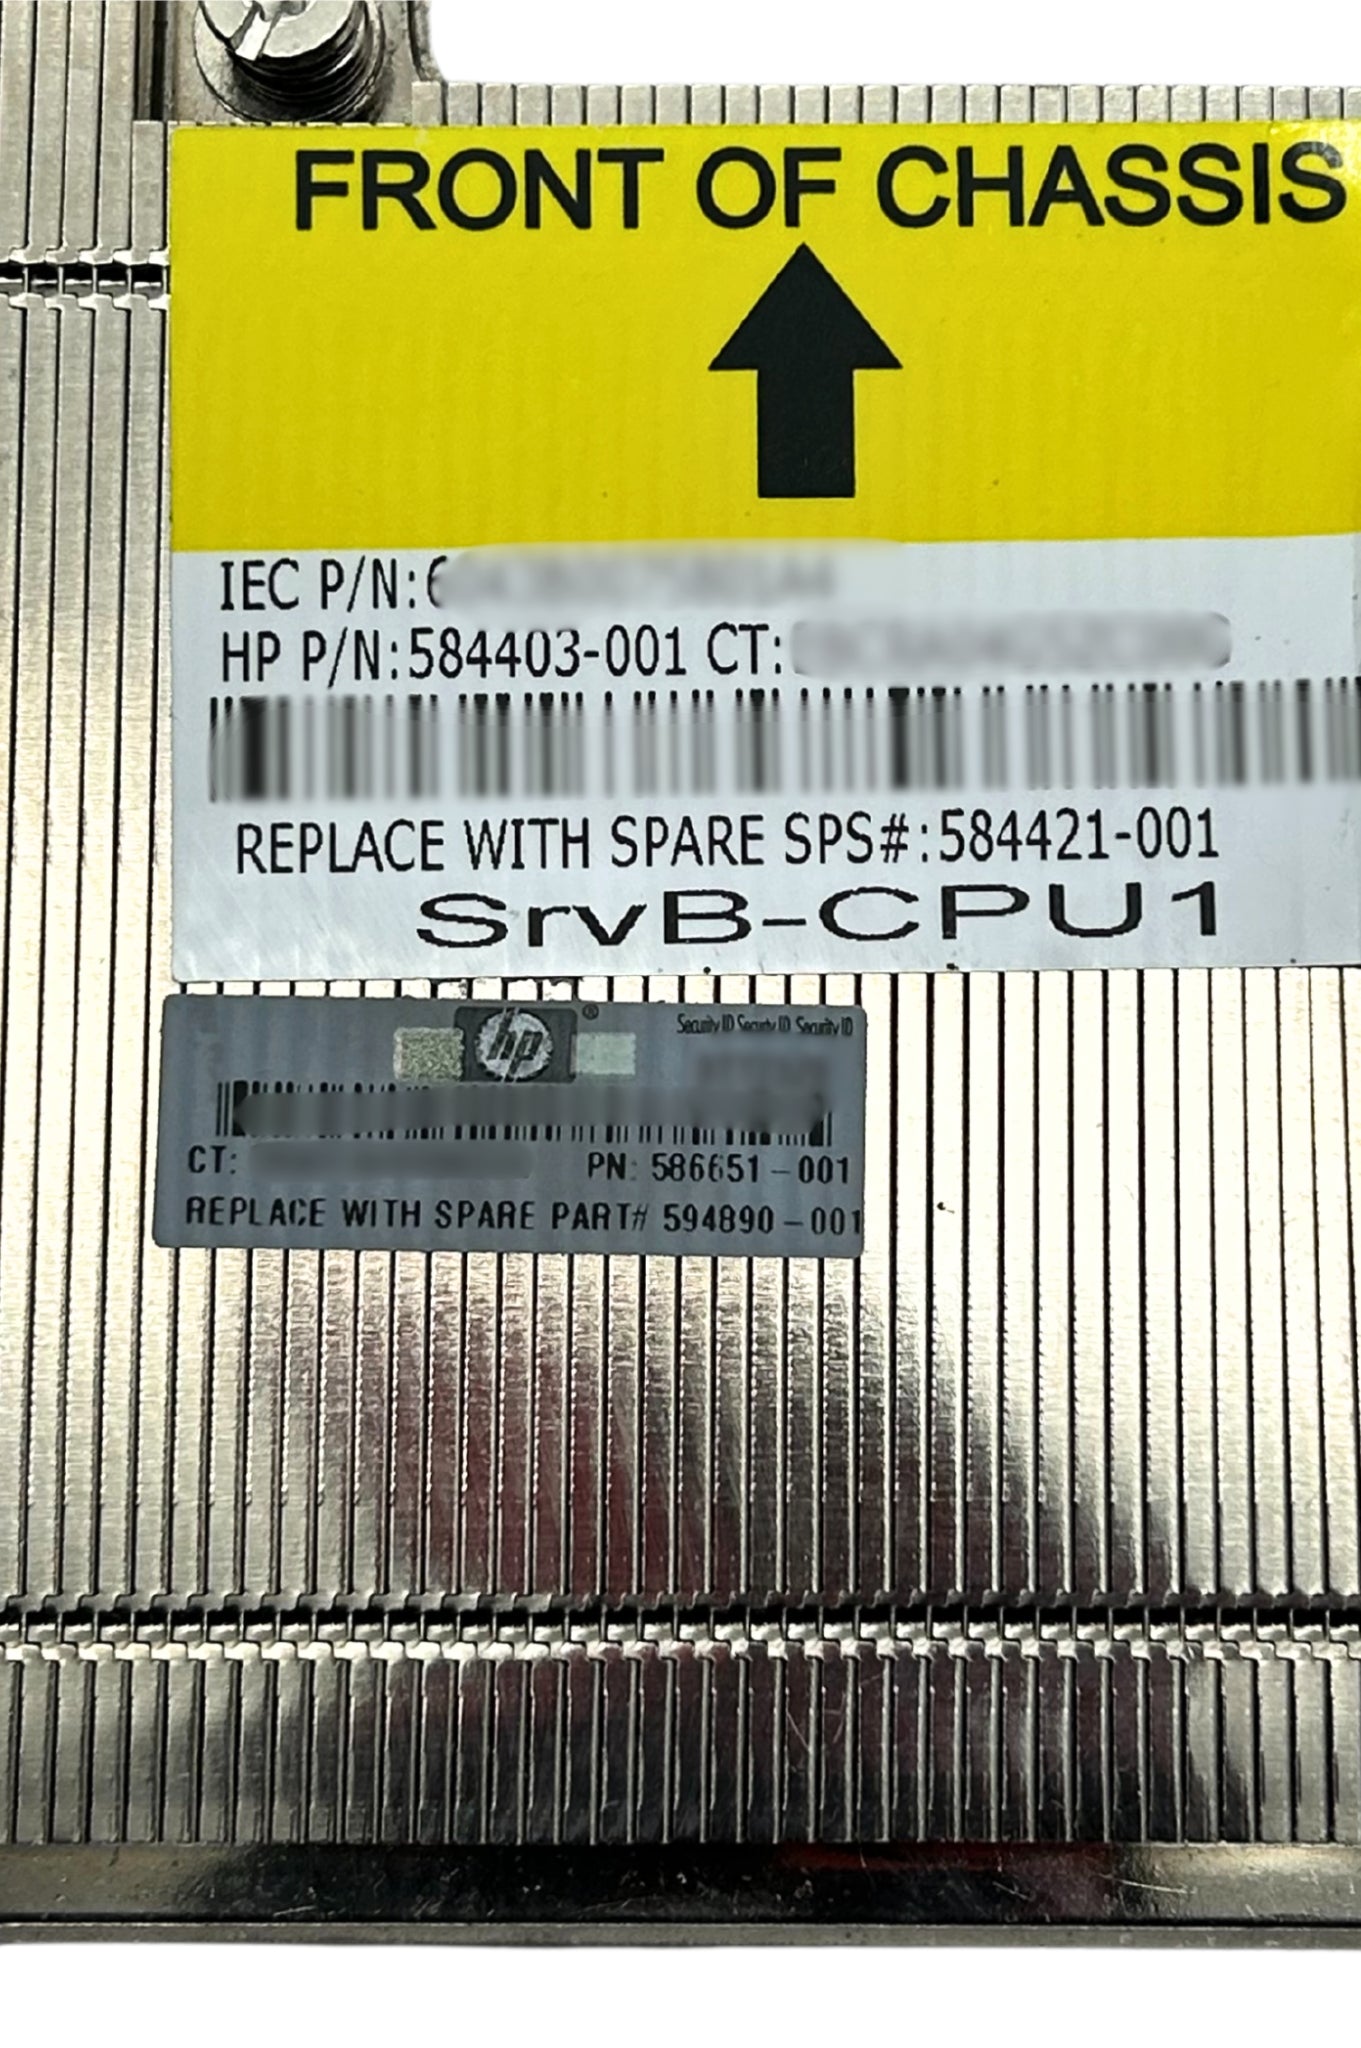 FRONT OF CHASSIS
IEC P/N:
HP P/N:584403-001 CT:
REPLACE WITH SPARE SPS#:584421-001
SrvB-CPU1
hp®
Security ID Security ID Security ID
CT: PN: 586651-001
REPLACE WITH SPARE PART# 594890-001